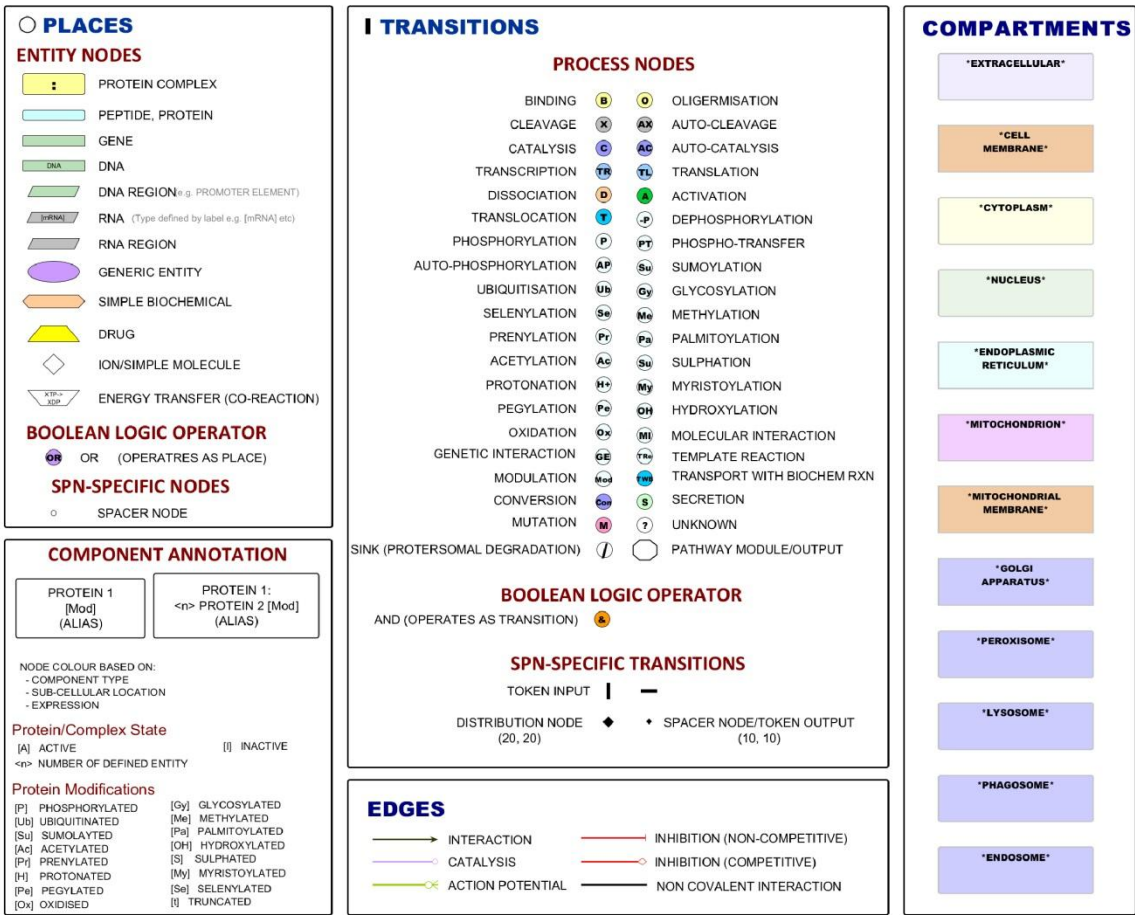 PLACES
ENTITY NODES
: PROTEIN COMPLEX
PEPTIDE, PROTEIN
GENE
DNA DNA
DNA REGION(e.g. PROMOTER ELEMENT)
[mRNA] RNA (Type defined by label e.g. [mRNA] etc)
RNA REGION
GENERIC ENTITY
SIMPLE BIOCHEMICAL
DRUG
ION/SIMPLE MOLECULE
XTP-> XDP ENERGY TRANSFER (CO-REACTION)
BOOLEAN LOGIC OPERATOR
OR OR (OPERATRES AS PLACE)
SPN-SPECIFIC NODES
SPACER NODE
COMPONENT ANNOTATION
PROTEIN 1
[Mod]
(ALIAS)
PROTEIN 1:
<n> PROTEIN 2 [Mod]
(ALIAS)
NODE COLOUR BASED ON:
- COMPONENT TYPE
- SUB-CELLULAR LOCATION
- EXPRESSION
Protein/Complex State
[A] ACTIVE [I] INACTIVE
<n> NUMBER OF DEFINED ENTITY
Protein Modifications
[P] PHOSPHORYLATED
[Ub] UBIQUITINATED
[Su] SUMOLAYTED
[Ac] ACETYLATED
[Pr] PRENYLATED
[H] PROTONATED
[Pe] PEGYLATED
[Ox] OXIDISED
[Gy] GLYCOSYLATED
[Me] METHYLATED
[Pa] PALMITOYLATED
[OH] HYDROXYLATED
[S] SULPHATED
[My] MYRISTOYLATED
[Se] SELENYLATED
[t] TRUNCATED
TRANSITIONS
PROCESS NODES
BINDING B O OLIGERMISATION
CLEAVAGE X AX AUTO-CLEAVAGE
CATALYSIS C AC AUTO-CATALYSIS
TRANSCRIPTION TR TL TRANSLATION
DISSOCIATION D A ACTIVATION
TRANSLOCATION T -P DEPHOSPHORYLATION
PHOSPHORYLATION P PT PHOSPHO-TRANSFER
AUTO-PHOSPHORYLATION AP Su SUMOYLATION
UBIQUITISATION Ub Gy GLYCOSYLATION
SELENYLATION Se Me METHYLATION
PRENYLATION Pr Pa PALMITOYLATION
ACETYLATION Ac Su SULPHATION
PROTONATION H+ My MYRISTOYLATION
PEGYLATION Pe OH HYDROXYLATION
OXIDATION Ox MI MOLECULAR INTERACTION
GENETIC INTERACTION GE TRe TEMPLATE REACTION
MODULATION Mod TWB TRANSPORT WITH BIOCHEM RXN
CONVERSION Con S SECRETION
MUTATION M ? UNKNOWN
SINK (PROTERSOMAL DEGRADATION) / PATHWAY MODULE/OUTPUT
BOOLEAN LOGIC OPERATOR
AND (OPERATES AS TRANSITION) &
SPN-SPECIFIC TRANSITIONS
TOKEN INPUT
DISTRIBUTION NODE
(20, 20)
SPACER NODE/TOKEN OUTPUT
(10, 10)
EDGES
INTERACTION
CATALYSIS
ACTION POTENTIAL
INHIBITION (NON-COMPETITIVE)
INHIBITION (COMPETITIVE)
NON COVALENT INTERACTION
COMPARTMENTS
*EXTRACELLULAR*
*CELL
MEMBRANE*
*CYTOPLASM*
*NUCLEUS*
*ENDOPLASMIC
RETICULUM*
*MITOCHONDRION*
*MITOCHONDRIAL
MEMBRANE*
*GOLGI
APPARATUS*
*PEROXISOME*
*LYSOSOME*
*PHAGOSOME*
*ENDOSOME*